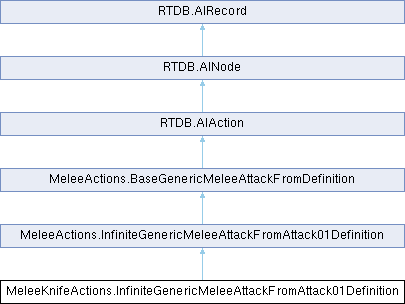 RTDB.AIRecord
RTDB.AINode
RTDB.AIAction
MeleeActions.BaseGenericMeleeAttackFromDefinition
MeleeActions.InfiniteGenericMeleeAttackFromAttack01Definition
MeleeKnifeActions.InfiniteGenericMeleeAttackFromAttack01Definition